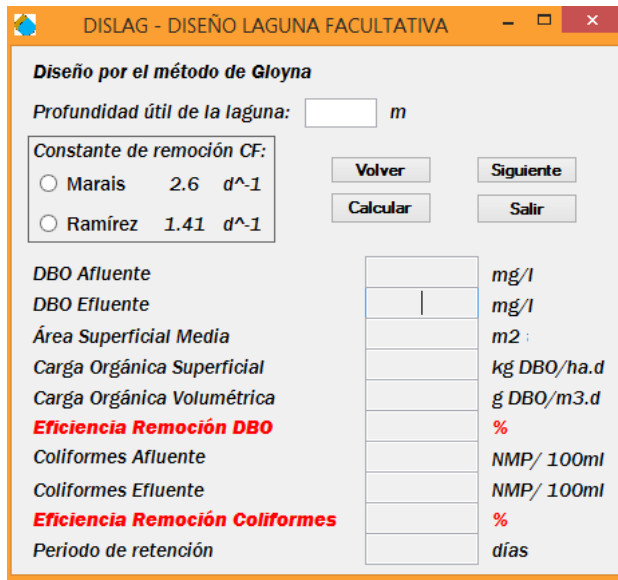 DISLAG - DISEÑO LAGUNA FACULTATIVA
Diseño por el método de Gloyna
Profundidad útil de la laguna: m
Constante de remoción CF:
Marais 2.6 d^-1
Ramírez 1.41 d^-1
Volver Siguiente
Calcular Salir
DBO Afluente mg/l
DBO Efluente mg/l
Área Superficial Media m2
Carga Orgánica Superficial kg DBO/ha.d
Carga Orgánica Volumétrica g DBO/m3.d
Eficiencia Remoción DBO %
Coliformes Afluente NMP/ 100ml
Coliformes Efluente NMP/ 100ml
Eficiencia Remoción Coliformes %
Periodo de retención días